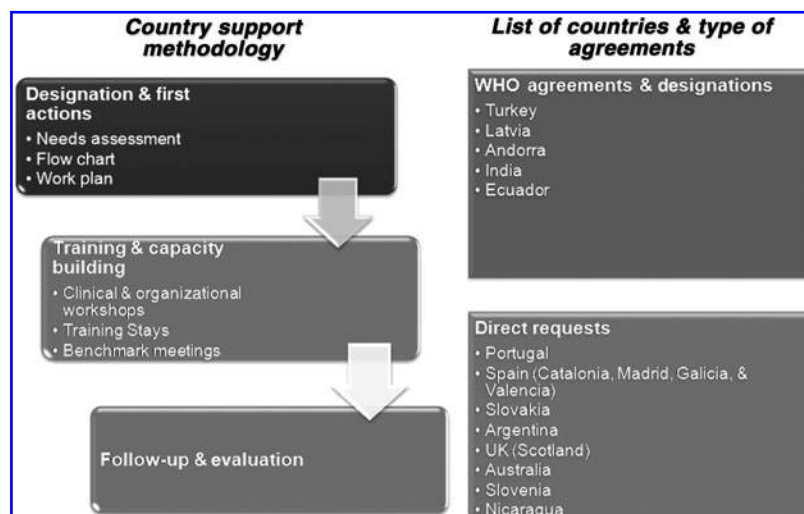 Country support
methodology
Designation & first
actions
• Needs assessment
• Flow chart
• Work plan
Training & capacity
building
• Clinical & organizational
workshops
• Training Stays
• Benchmark meetings
Follow-up & evaluation
List of countries & type of
agreements
WHO agreements & designations
• Turkey
• Latvia
• Andorra
• India
• Ecuador
Direct requests
• Portugal
• Spain (Catalonia, Madrid, Galicia, &
Valencia)
• Slovakia
• Argentina
• UK (Scotland)
• Australia
• Slovenia
• Nicaragua